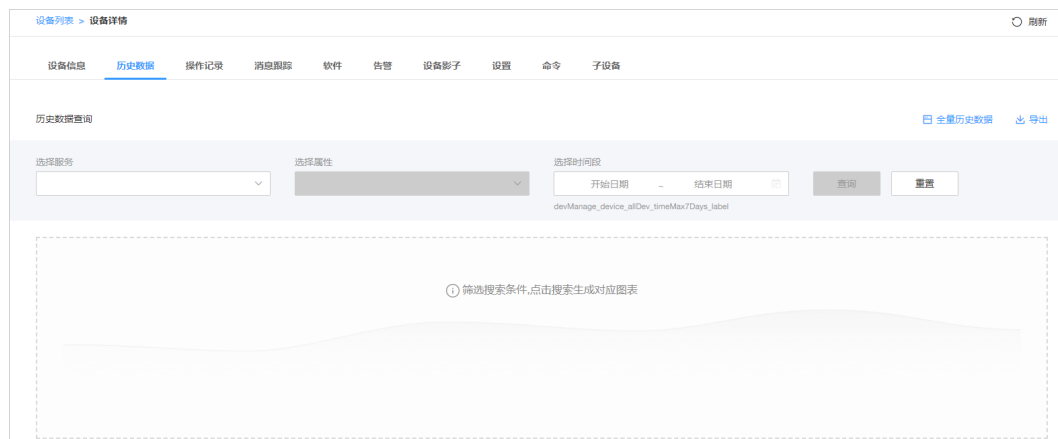 设备列表 > 设备详情 刷新
设备信息 历史数据 操作记录 消息跟踪 软件 告警 设备影子 设置 命令 子设备
历史数据查询 全量历史数据 导出
选择服务 选择属性 选择时间段
开始日期 ~ 结束日期 查询 重置
devManage_device_allDev_timeMax7Days_label
筛选搜索条件,点击搜索生成对应图表